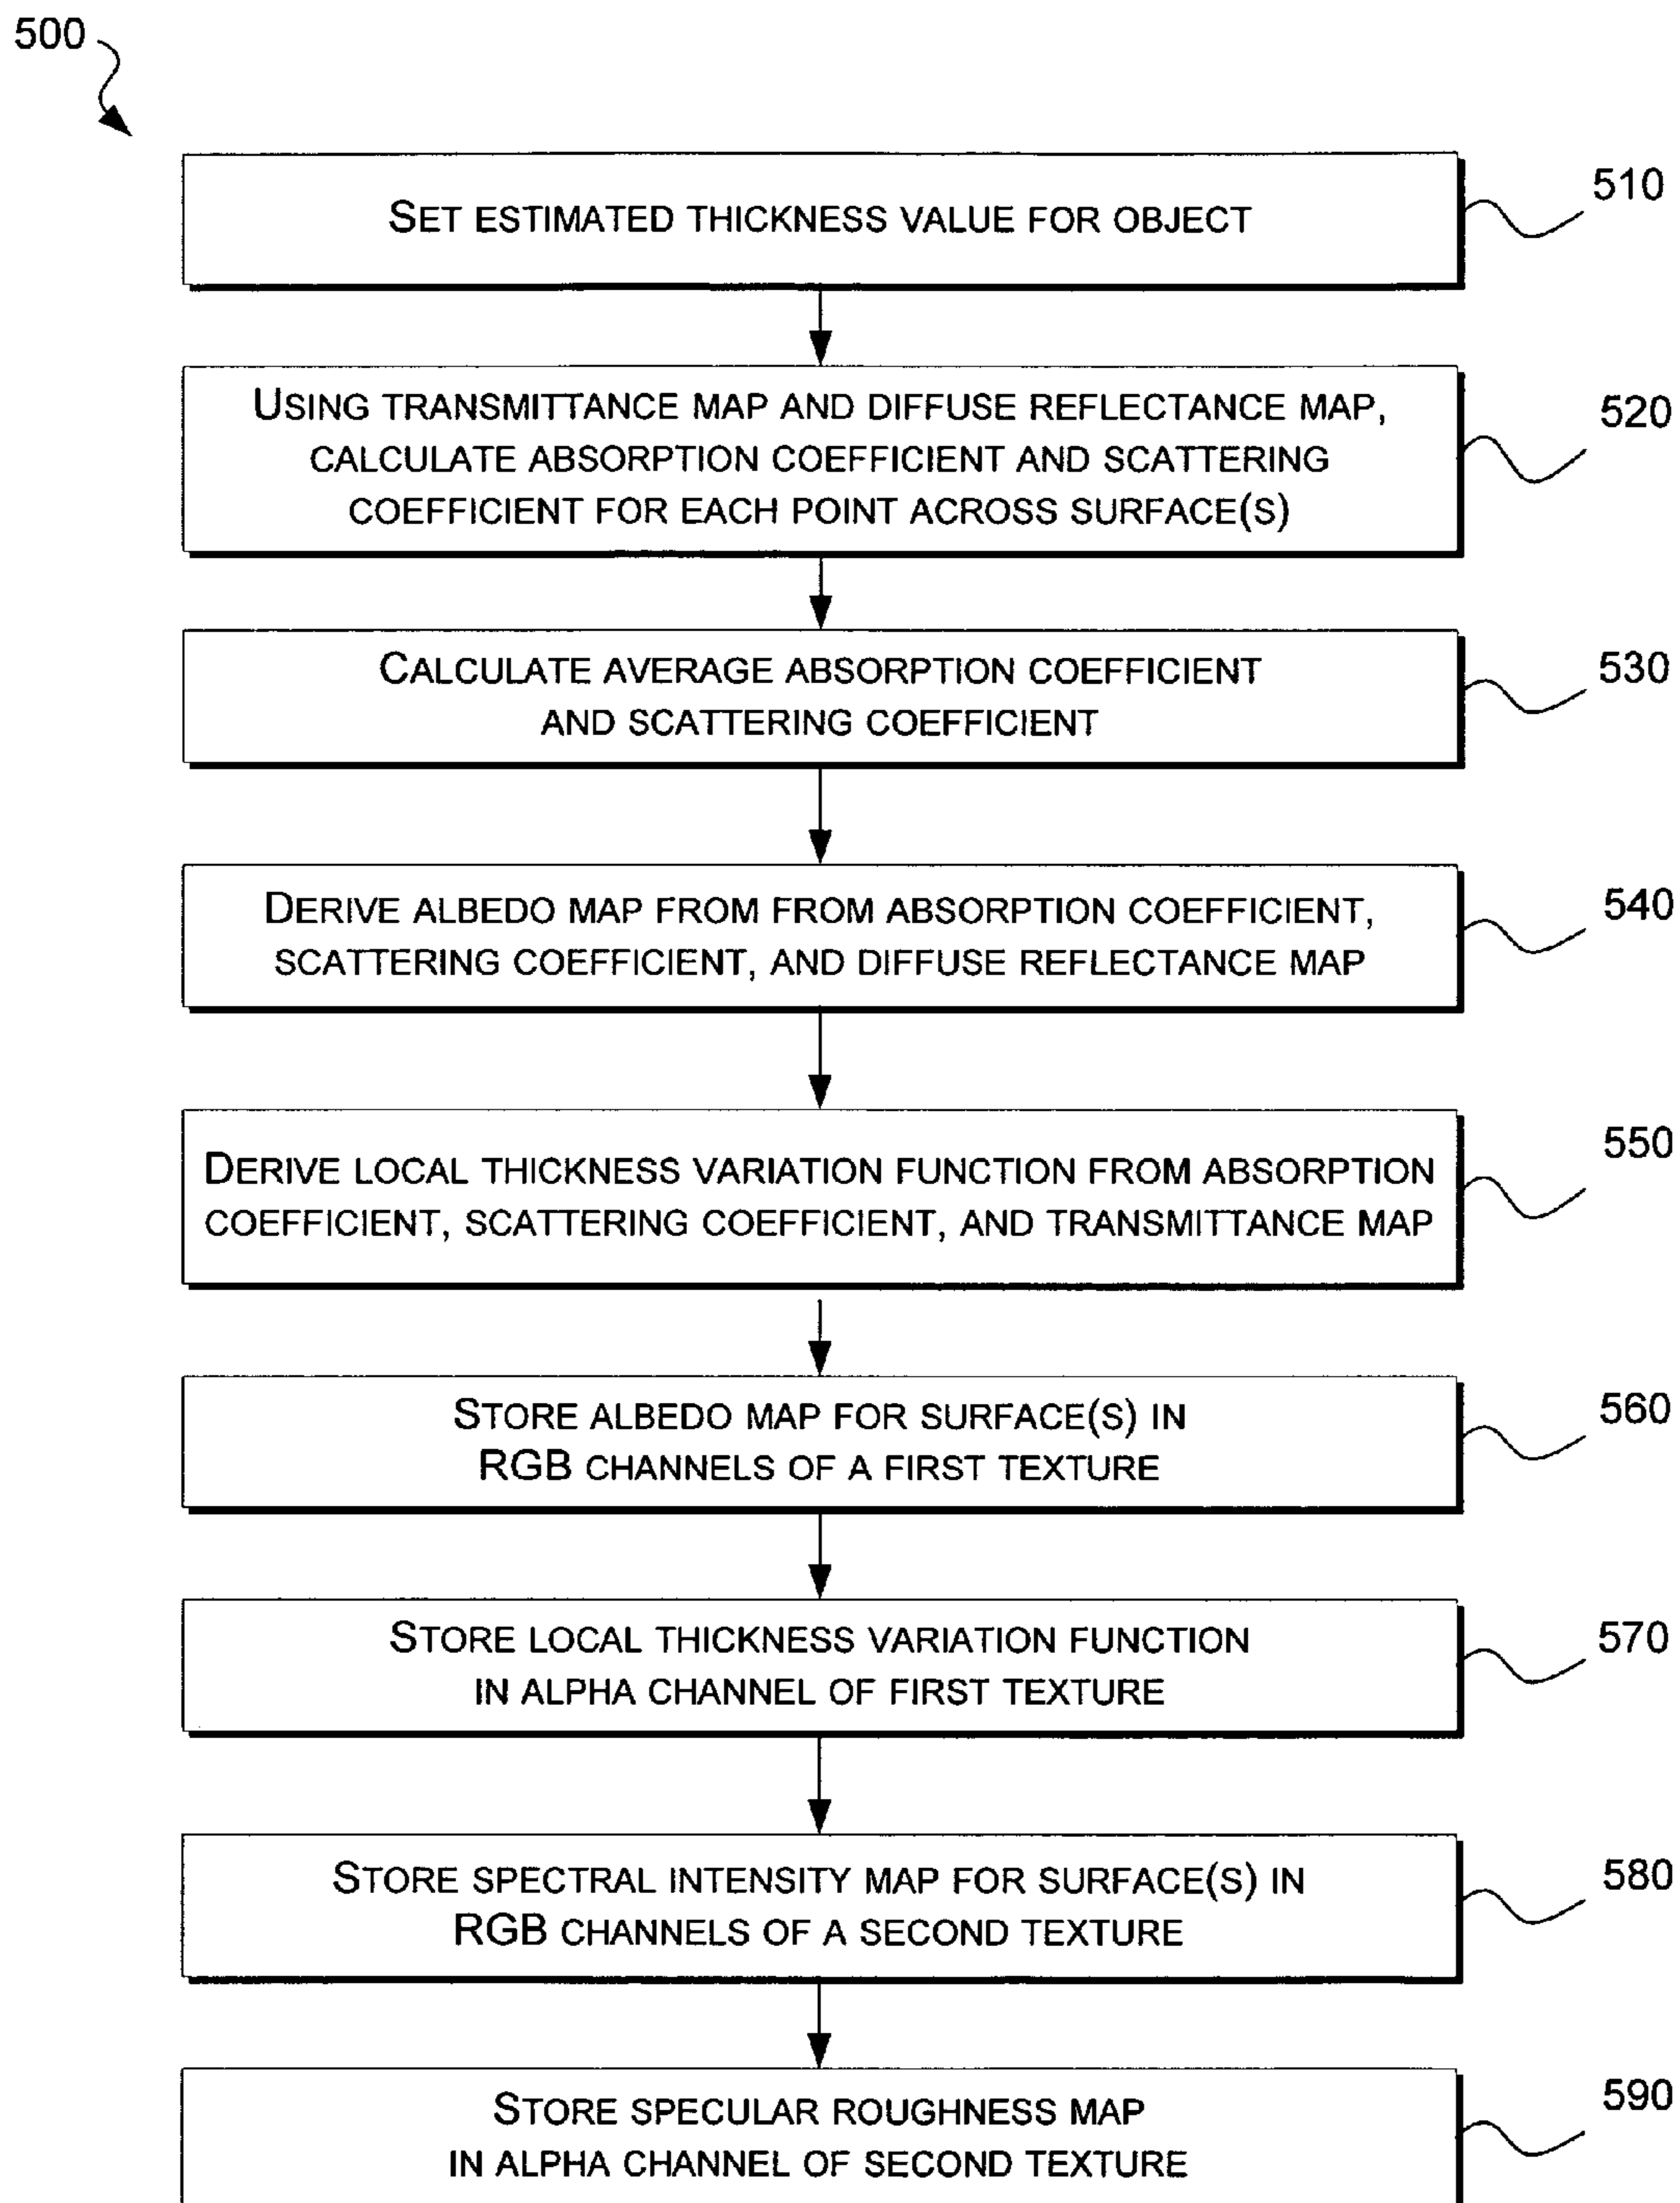 500
SET ESTIMATED THICKNESS VALUE FOR OBJECT
510
USING TRANSMITTANCE MAP AND DIFFUSE REFLECTANCE MAP,
CALCULATE ABSORPTION COEFFICIENT AND SCATTERING
COEFFICIENT FOR EACH POINT ACROSS SURFACE(S)
520
CALCULATE AVERAGE ABSORPTION COEFFICIENT
AND SCATTERING COEFFICIENT
530
DERIVE ALBEDO MAP FROM FROM ABSORPTION COEFFICIENT,
SCATTERING COEFFICIENT, AND DIFFUSE REFLECTANCE MAP
540
DERIVE LOCAL THICKNESS VARIATION FUNCTION FROM ABSORPTION
COEFFICIENT, SCATTERING COEFFICIENT, AND TRANSMITTANCE MAP
550
STORE ALBEDO MAP FOR SURFACE(S) IN
RGB CHANNELS OF A FIRST TEXTURE
560
STORE LOCAL THICKNESS VARIATION FUNCTION
IN ALPHA CHANNEL OF FIRST TEXTURE
570
STORE SPECTRAL INTENSITY MAP FOR SURFACE(S) IN
RGB CHANNELS OF A SECOND TEXTURE
580
STORE SPECULAR ROUGHNESS MAP
IN ALPHA CHANNEL OF SECOND TEXTURE
590